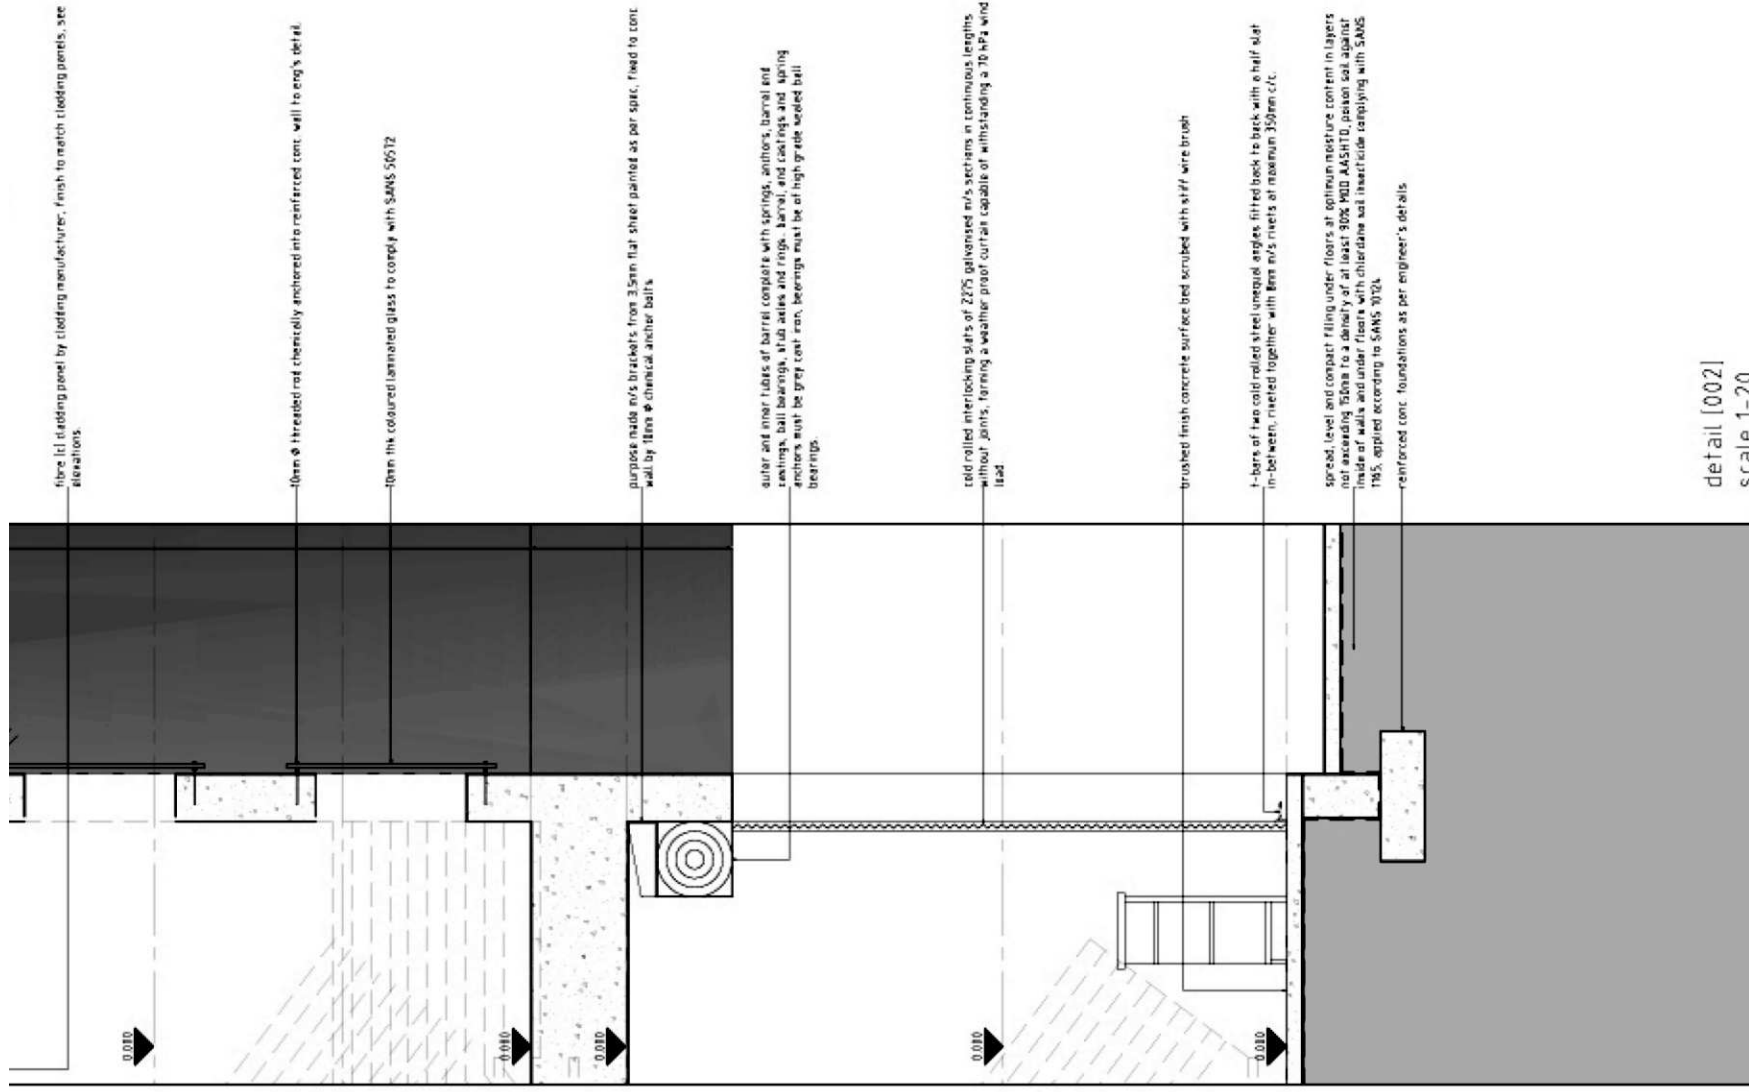 fibre (c) cladding panel by cladding manufacturer, finish to match cladding panels, see
elevations.
10mm ø threaded rod chemically anchored into reinforced conc. wall to eng's detail.
10mm thk coloured laminated glass to comply with SANS 50572
purpose made m/s brackets from 3.5mm flat sheet painted as per spec, fixed to conc.
wall by 10mm ø chemical anchor bolts
outer and inner tubes of barrel complete with springs, anchors, barrel end
castings, ball bearings, stub axles and rings. barrel, end castings and spring
anchors must be grey cast iron, bearings must be of high grade sealed ball
bearings.
cold rolled interlocking slats of Z275 galvanised m/s sections in continuous lengths
without joints, forming a weather proof curtain capable of withstanding a 70 kPa wind
load
brushed finish concrete surface bed scrubbed with stiff wire brush
t-bars of two cold rolled steel unequal angles fitted back to back with a half slat
in-between, riveted together with 8mm m/s rivets at maximum 350mm c/c.
spread, level and compact filling under floors at optimum moisture content in layers
not exceeding 150mm to a density of at least 90% MOD AASHTO, poison soil against
inside of walls and under floors with chlordane soil insecticide complying with SANS
1165, applied according to SANS 10124
reinforced conc. foundations as per engineer's details
0.000
0.000
0.000
0.000
0.000
detail [002]
scale 1-20